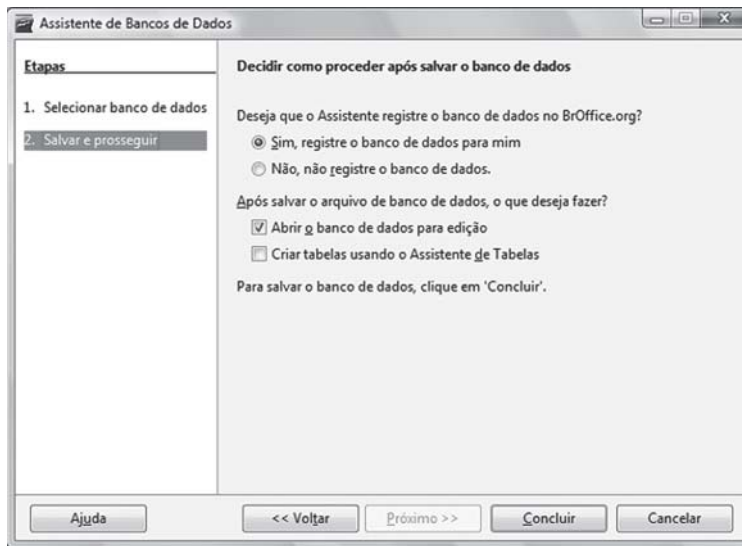 Assistente de Bancos de Dados
Etapas
1. Selecionar banco de dados
2. Salvar e prosseguir
Decidir como proceder após salvar o banco de dados
Deseja que o Assistente registre o banco de dados no BrOffice.org?
Sim, registre o banco de dados para mim
Não, não registre o banco de dados.
Após salvar o arquivo de banco de dados, o que deseja fazer?
Abrir o banco de dados para edição
Criar tabelas usando o Assistente de Tabelas
Para salvar o banco de dados, clique em 'Concluir'.
Ajuda
<< Voltar
Próximo >>
Concluir
Cancelar